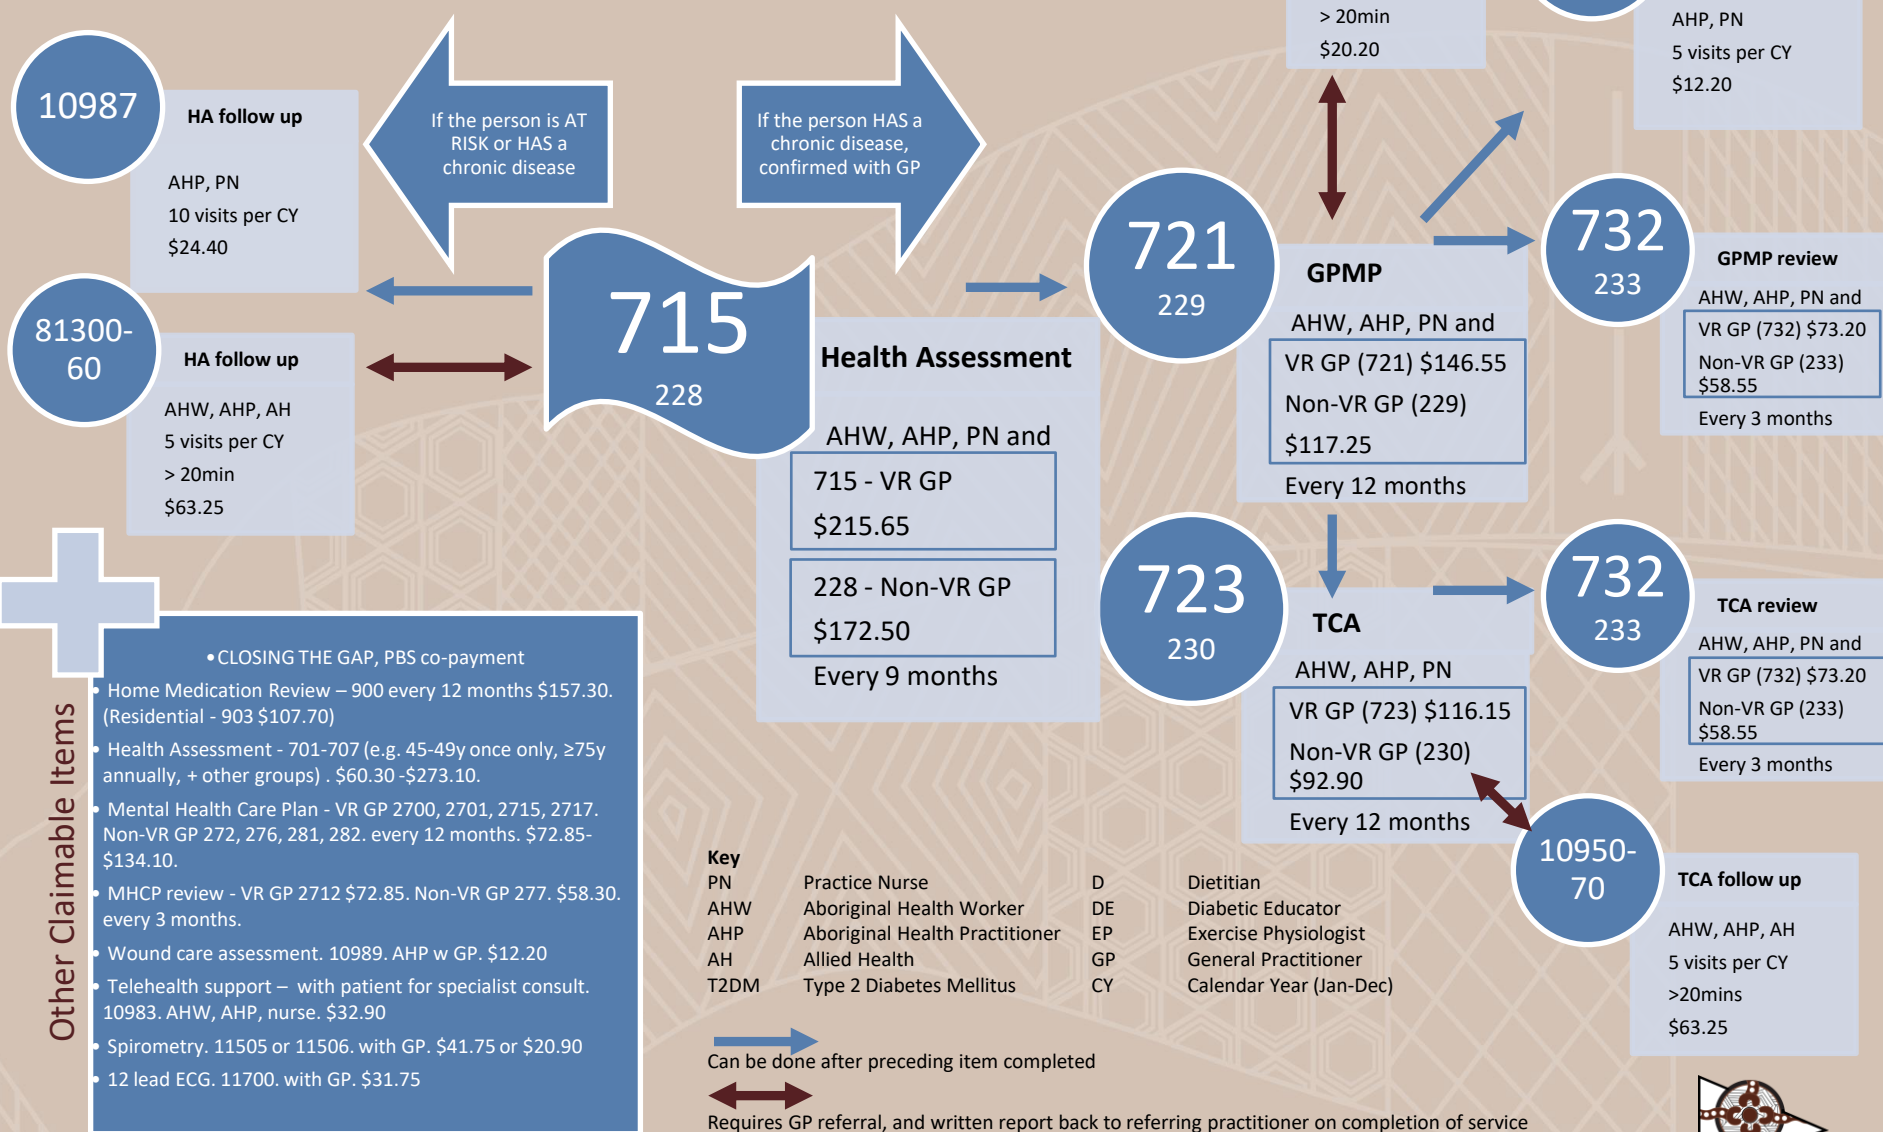 > 20min
$20.20
AHP, PN
5 visits per CY
$12.20
10987
HA follow up
AHP, PN
10 visits per CY
$24.40
If the person is AT
RISK or HAS a
chronic disease
If the person HAS a
chronic disease,
confirmed with GP
81300-
60
HA follow up
AHW, AHP, AH
5 visits per CY
> 20min
$63.25
715
228
Health Assessment
AHW, AHP, PN and
715 - VR GP
$215.65
228 - Non-VR GP
$172.50
Every 9 months
721
229
GPMP
AHW, AHP, PN and
VR GP (721) $146.55
Non-VR GP (229)
$117.25
Every 12 months
732
233
GPMP review
AHW, AHP, PN and
VR GP (732) $73.20
Non-VR GP (233)
$58.55
Every 3 months
723
230
TCA
AHW, AHP, PN
VR GP (723) $116.15
Non-VR GP (230)
$92.90
Every 12 months
732
233
TCA review
AHW, AHP, PN and
VR GP (732) $73.20
Non-VR GP (233)
$58.55
Every 3 months
10950-
70
TCA follow up
AHW, AHP, AH
5 visits per CY
>20mins
$63.25
Other Claimable Items
•CLOSING THE GAP, PBS co-payment
• Home Medication Review – 900 every 12 months $157.30.
(Residential - 903 $107.70)
• Health Assessment - 701-707 (e.g. 45-49y once only, ≥75y
annually, + other groups) . $60.30 -$273.10.
• Mental Health Care Plan - VR GP 2700, 2701, 2715, 2717.
Non-VR GP 272, 276, 281, 282. every 12 months. $72.85-
$134.10.
• MHCP review - VR GP 2712 $72.85. Non-VR GP 277. $58.30.
every 3 months.
• Wound care assessment. 10989. AHP w GP. $12.20
• Telehealth support – with patient for specialist consult.
10983. AHW, AHP, nurse. $32.90
• Spirometry. 11505 or 11506. with GP. $41.75 or $20.90
• 12 lead ECG. 11700. with GP. $31.75
Key
PN Practice Nurse D Dietitian
AHW Aboriginal Health Worker DE Diabetic Educator
AHP Aboriginal Health Practitioner EP Exercise Physiologist
AH Allied Health GP General Practitioner
T2DM Type 2 Diabetes Mellitus CY Calendar Year (Jan-Dec)
Can be done after preceding item completed
Requires GP referral, and written report back to referring practitioner on completion of service